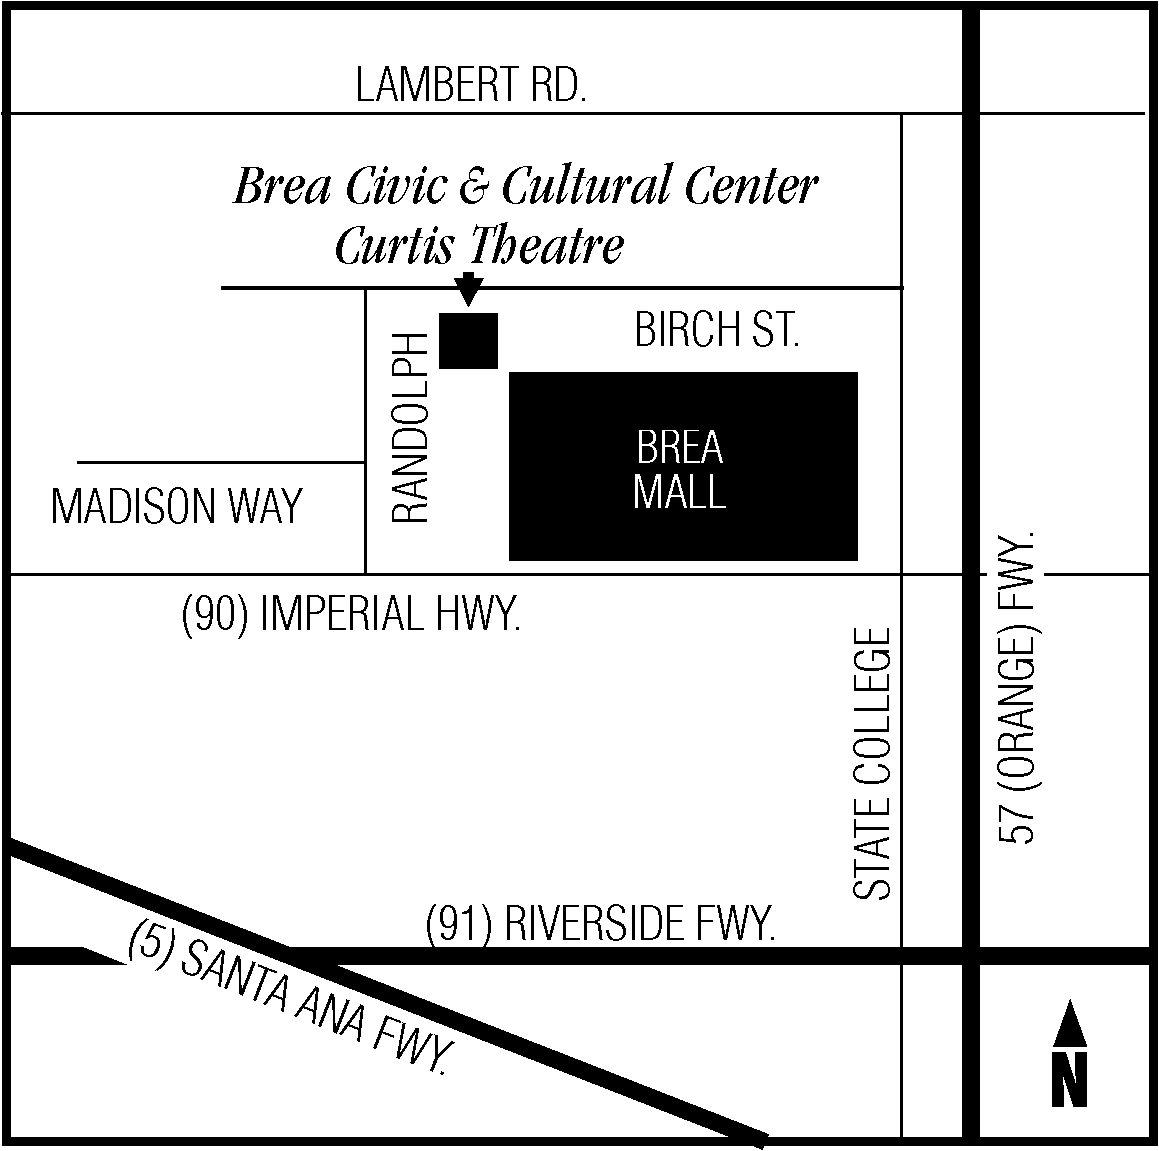 LAMBERT RD.
Brea Civic & Cultural Center
Curtis Theatre
BIRCH ST.
RANDOLPH
BREA
MALL
MADISON WAY
(90) IMPERIAL HWY.
57 (ORANGE) FWY.
STATE COLLEGE
(91) RIVERSIDE FWY.
(5) SANTA ANA FWY.
N